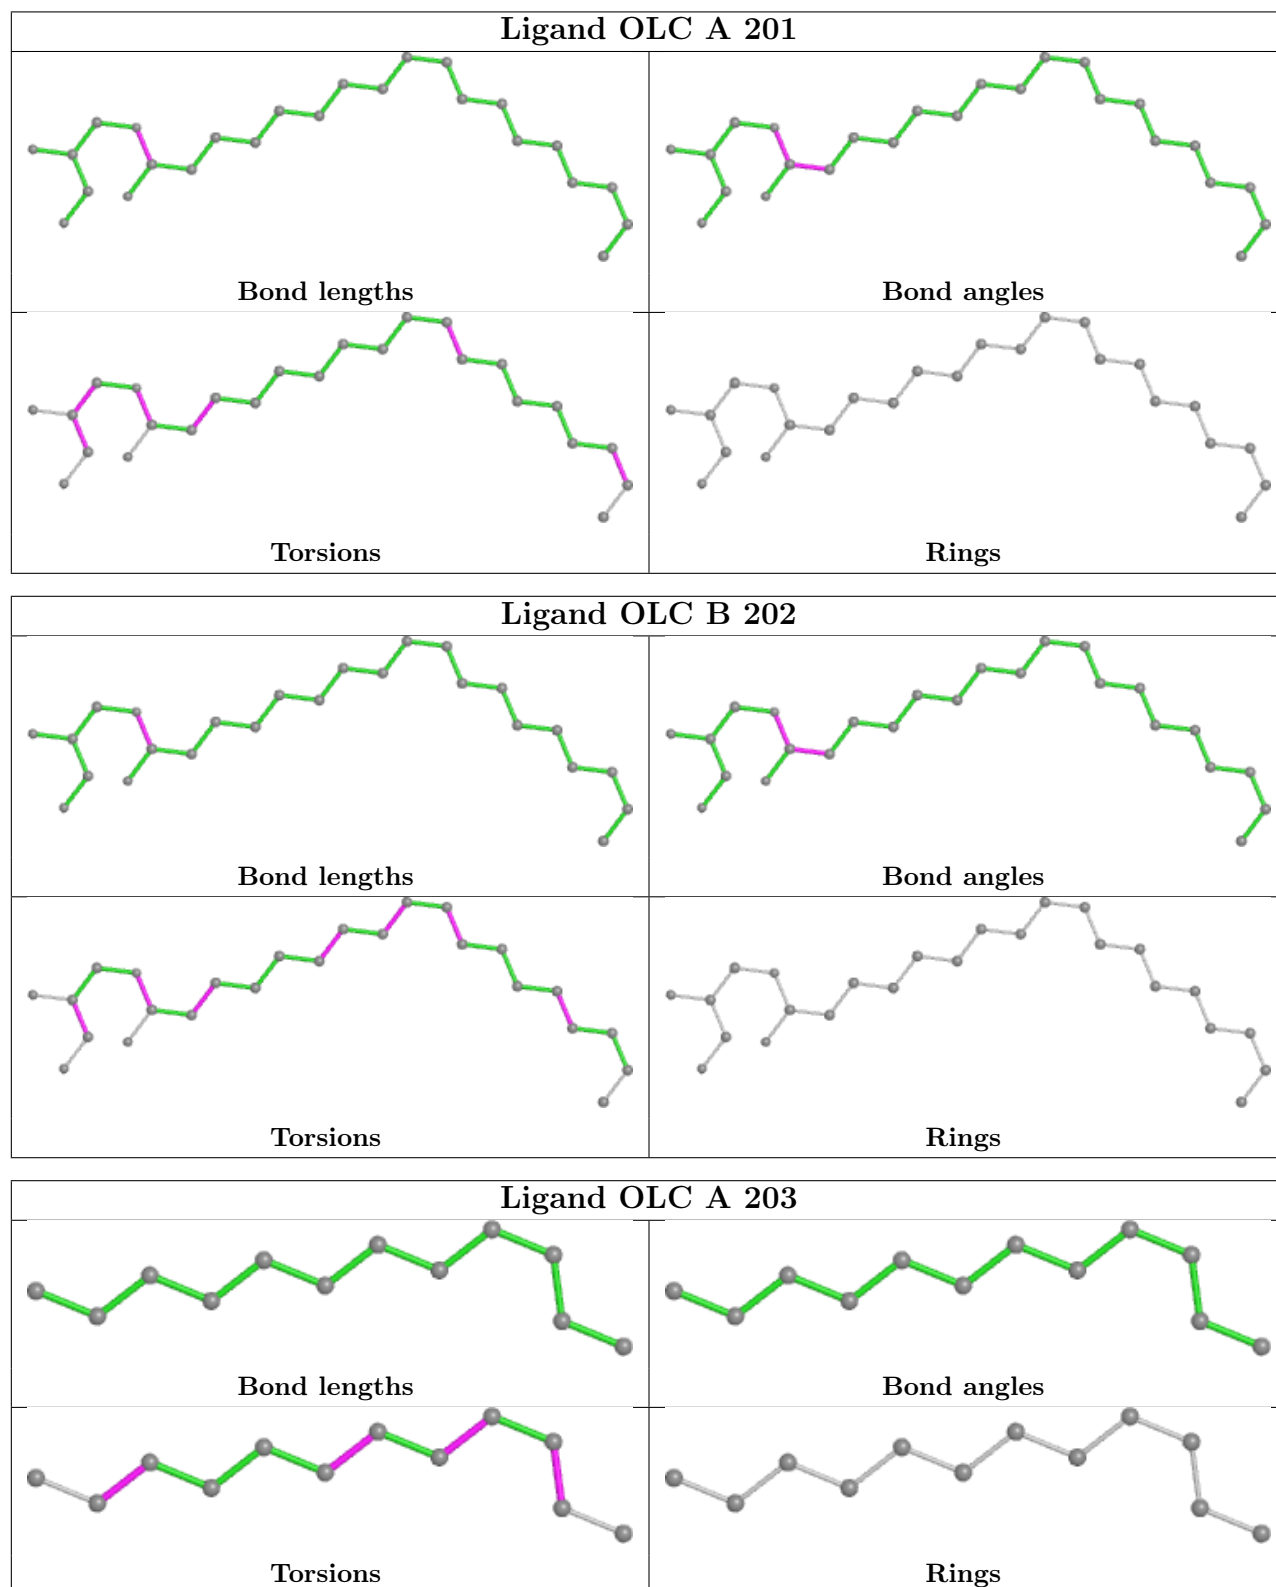 Ligand OLC A 201
Bond lengths
Bond angles
Torsions
Rings
Ligand OLC B 202
Bond lengths
Bond angles
Torsions
Rings
Ligand OLC A 203
Bond lengths
Bond angles
Torsions
Rings